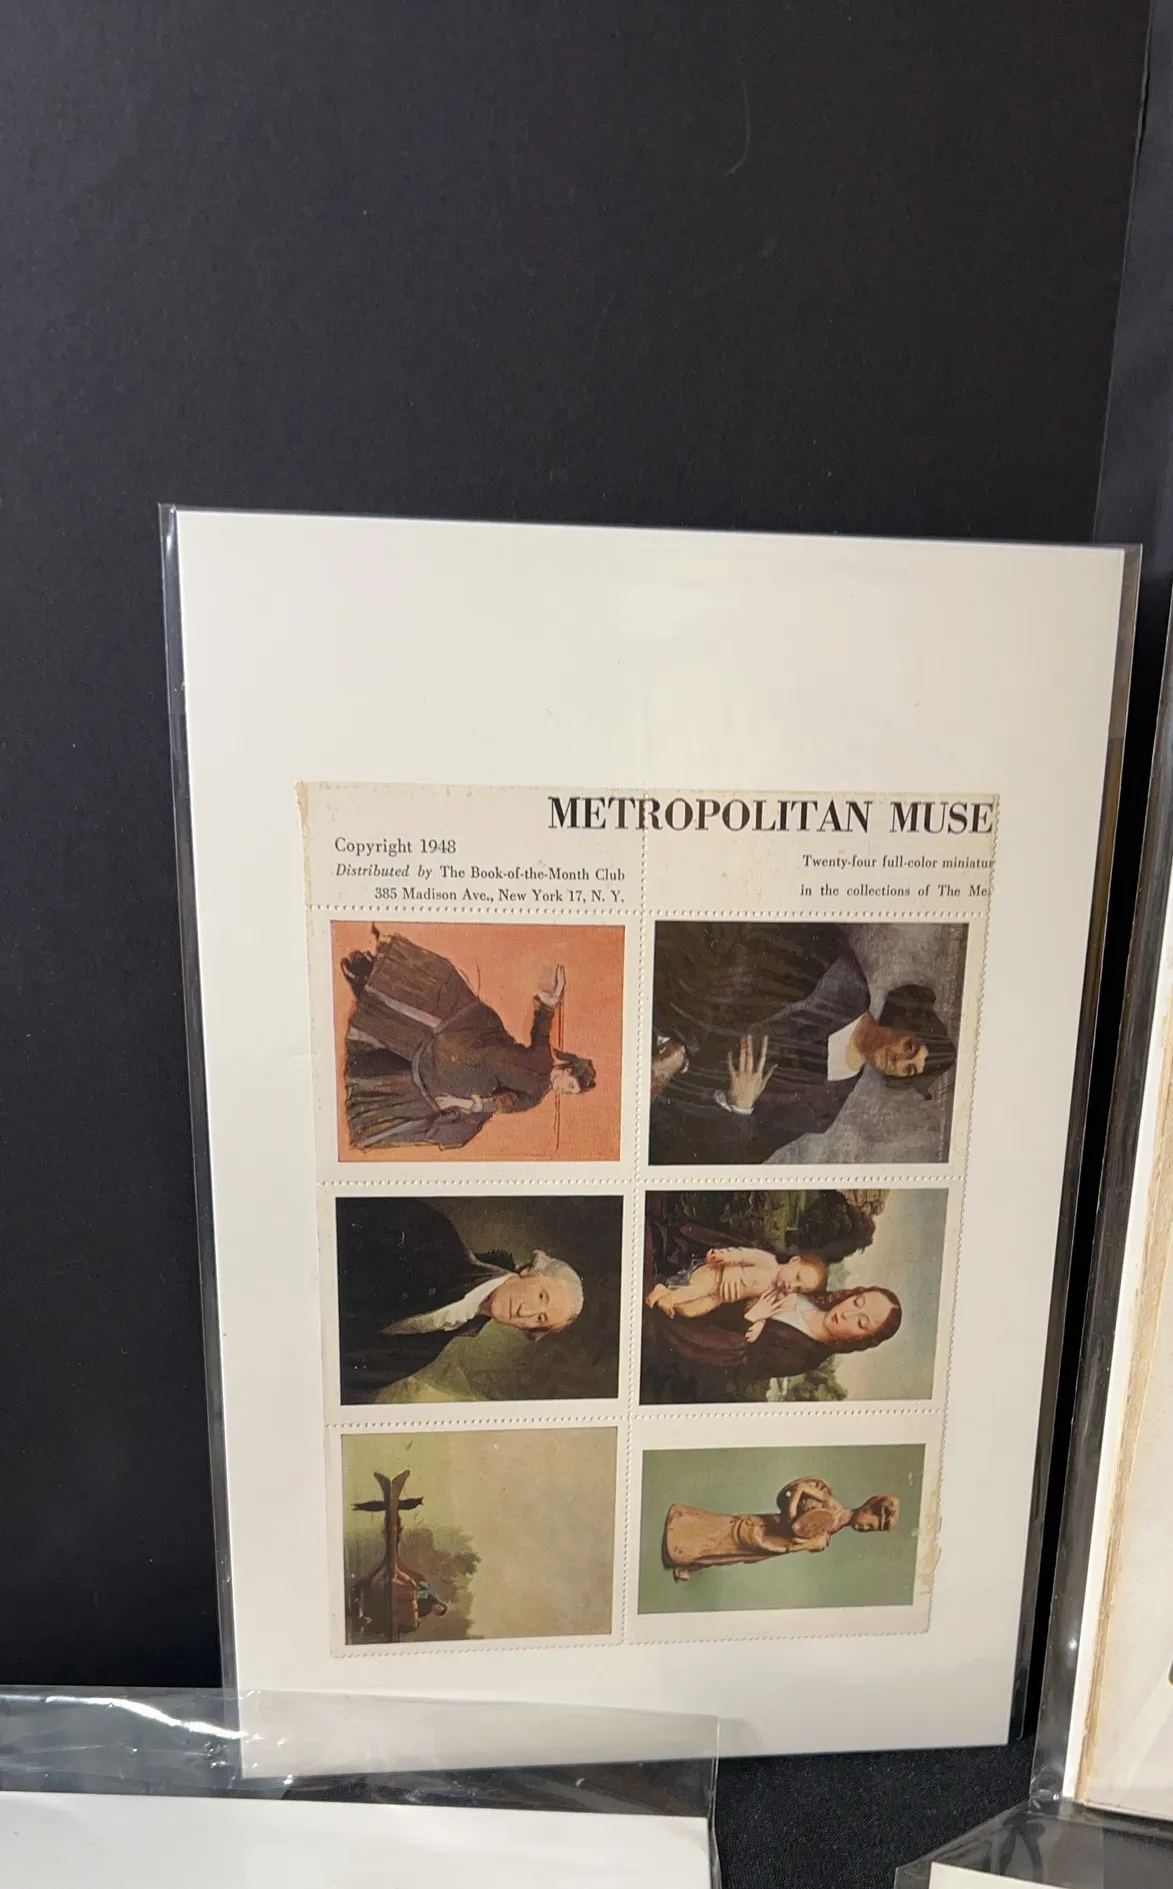 METROPOLITAN MUSE
Copyright 1948
Distributed by The Book-of-the-Month Club
385 Madison Ave., New York 17, N. Y.
Twenty-four full-color miniatur
in the collections of The Me